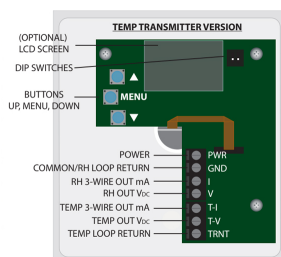 TEMP TRANSMITTER VERSION
(OPTIONAL)
LCD SCREEN
DIP SWITCHES
BUTTONS
UP, MENU, DOWN
MENU
POWER PWR
COMMON/RH LOOP RETURN GND
RH 3-WIRE OUT mA I
RH OUT VDC V
TEMP 3-WIRE OUT mA T-I
TEMP OUT VDC T-V
TEMP LOOP RETURN TRNT